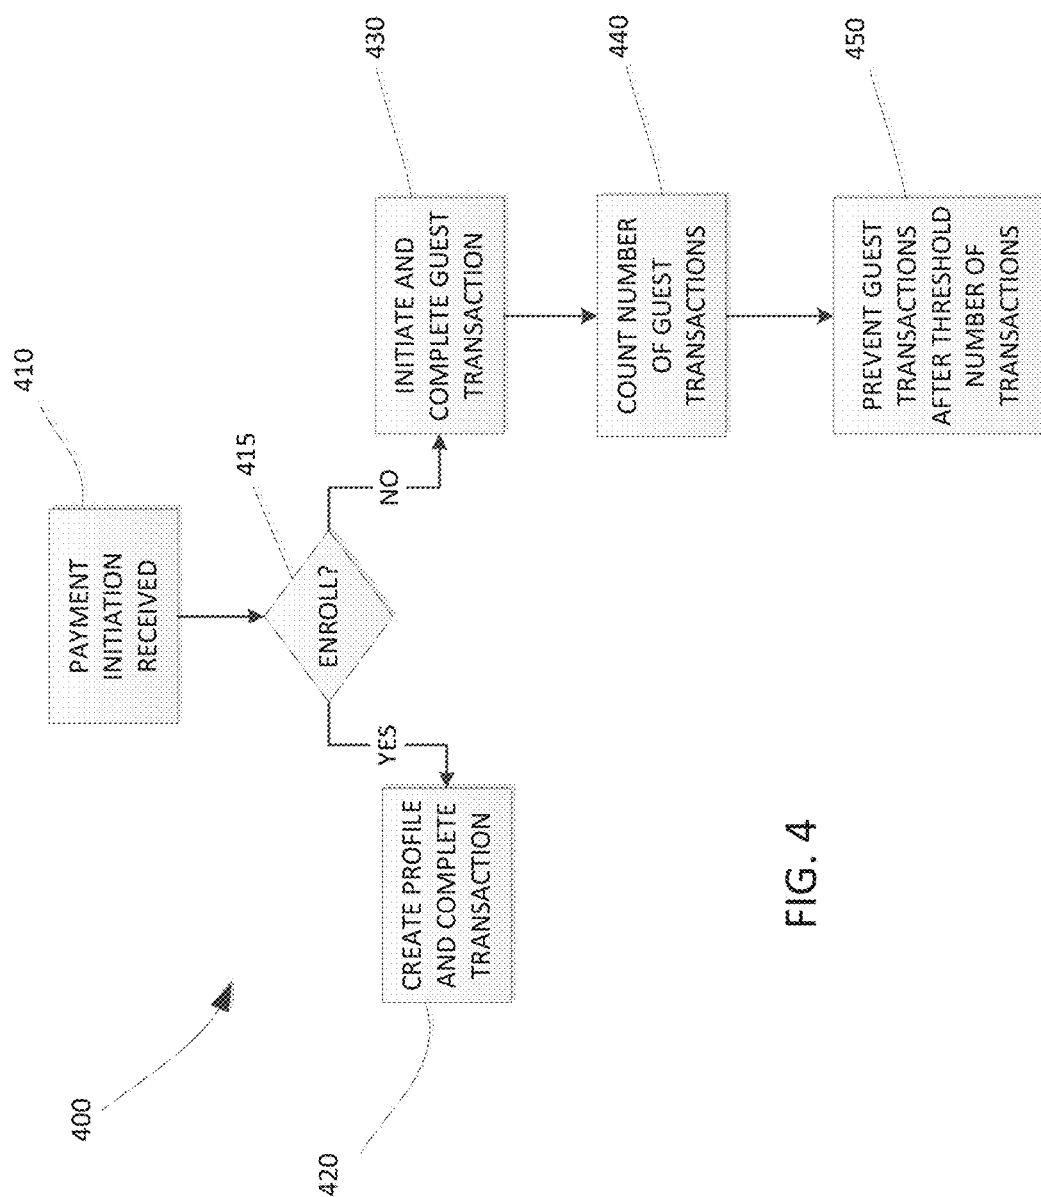 400
410
PAYMENT
INITIATION
RECEIVED
415
ENROLL?
YES
NO
420
CREATE PROFILE
AND COMPLETE
TRANSACTION
430
INITIATE AND
COMPLETE GUEST
TRANSACTION
440
COUNT NUMBER
OF GUEST
TRANSACTIONS
450
PREVENT GUEST
TRANSACTIONS
AFTER THRESHOLD
NUMBER OF
TRANSACTIONS
FIG. 4